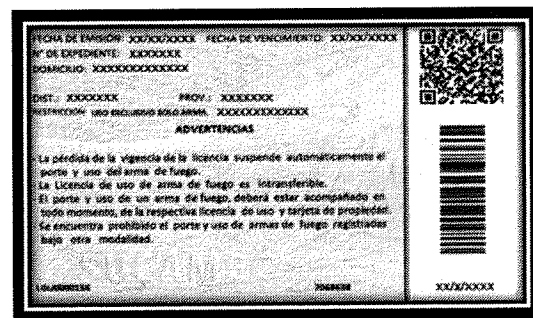 FECHA DE EMISIÓN: XX/XX/XXXX FECHA DE VENCIMIENTO: XX/XX/XXXX
N° DE EXPEDIENTE: XXXXXXX
DOMICILIO: XXXXXXXXXXXXX
DIST.: XXXXXXX PROV.: XXXXXXX
RESTRICCIÓN: USO EXCLUSIVO SOLO ARMA XXXXXXXXXXXXX
ADVERTENCIAS
La pérdida de la vigencia de la licencia suspende automáticamente el
porte y uso del arma de fuego.
La Licencia de uso de arma de fuego es intransferible.
El porte y uso de un arma de fuego, deberá estar acompañado en
todo momento, de la respectiva licencia de uso y tarjeta de propiedad.
Se encuentra prohibido el porte y uso de armas de fuego registradas
bajo otra modalidad.
XX/X/XXXX